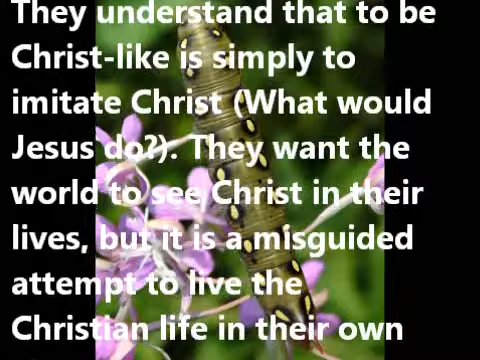 They understand that to be
Christ-like is simply to
imitate Christ (What would
Jesus do?). They want the
world to see Christ in their
lives, but it is a misguided
attempt to live the
Christian life in their own